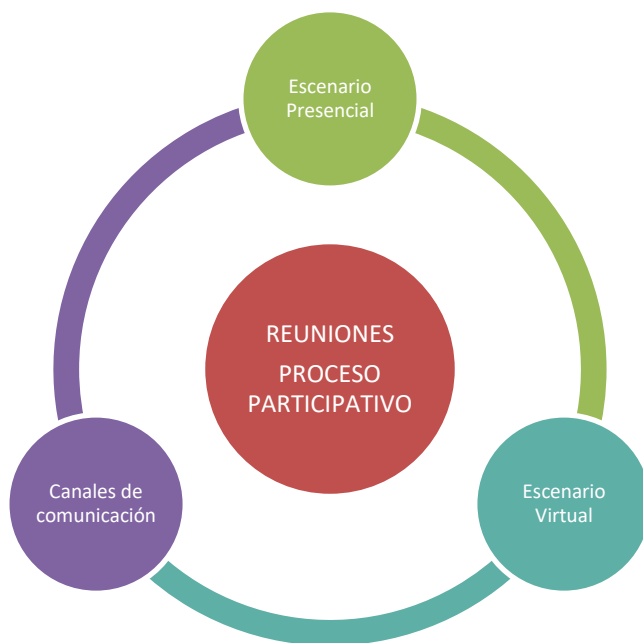 Escenario
Presencial
REUNIONES
PROCESO
PARTICIPATIVO
Canales de
comunicación
Escenario
Virtual